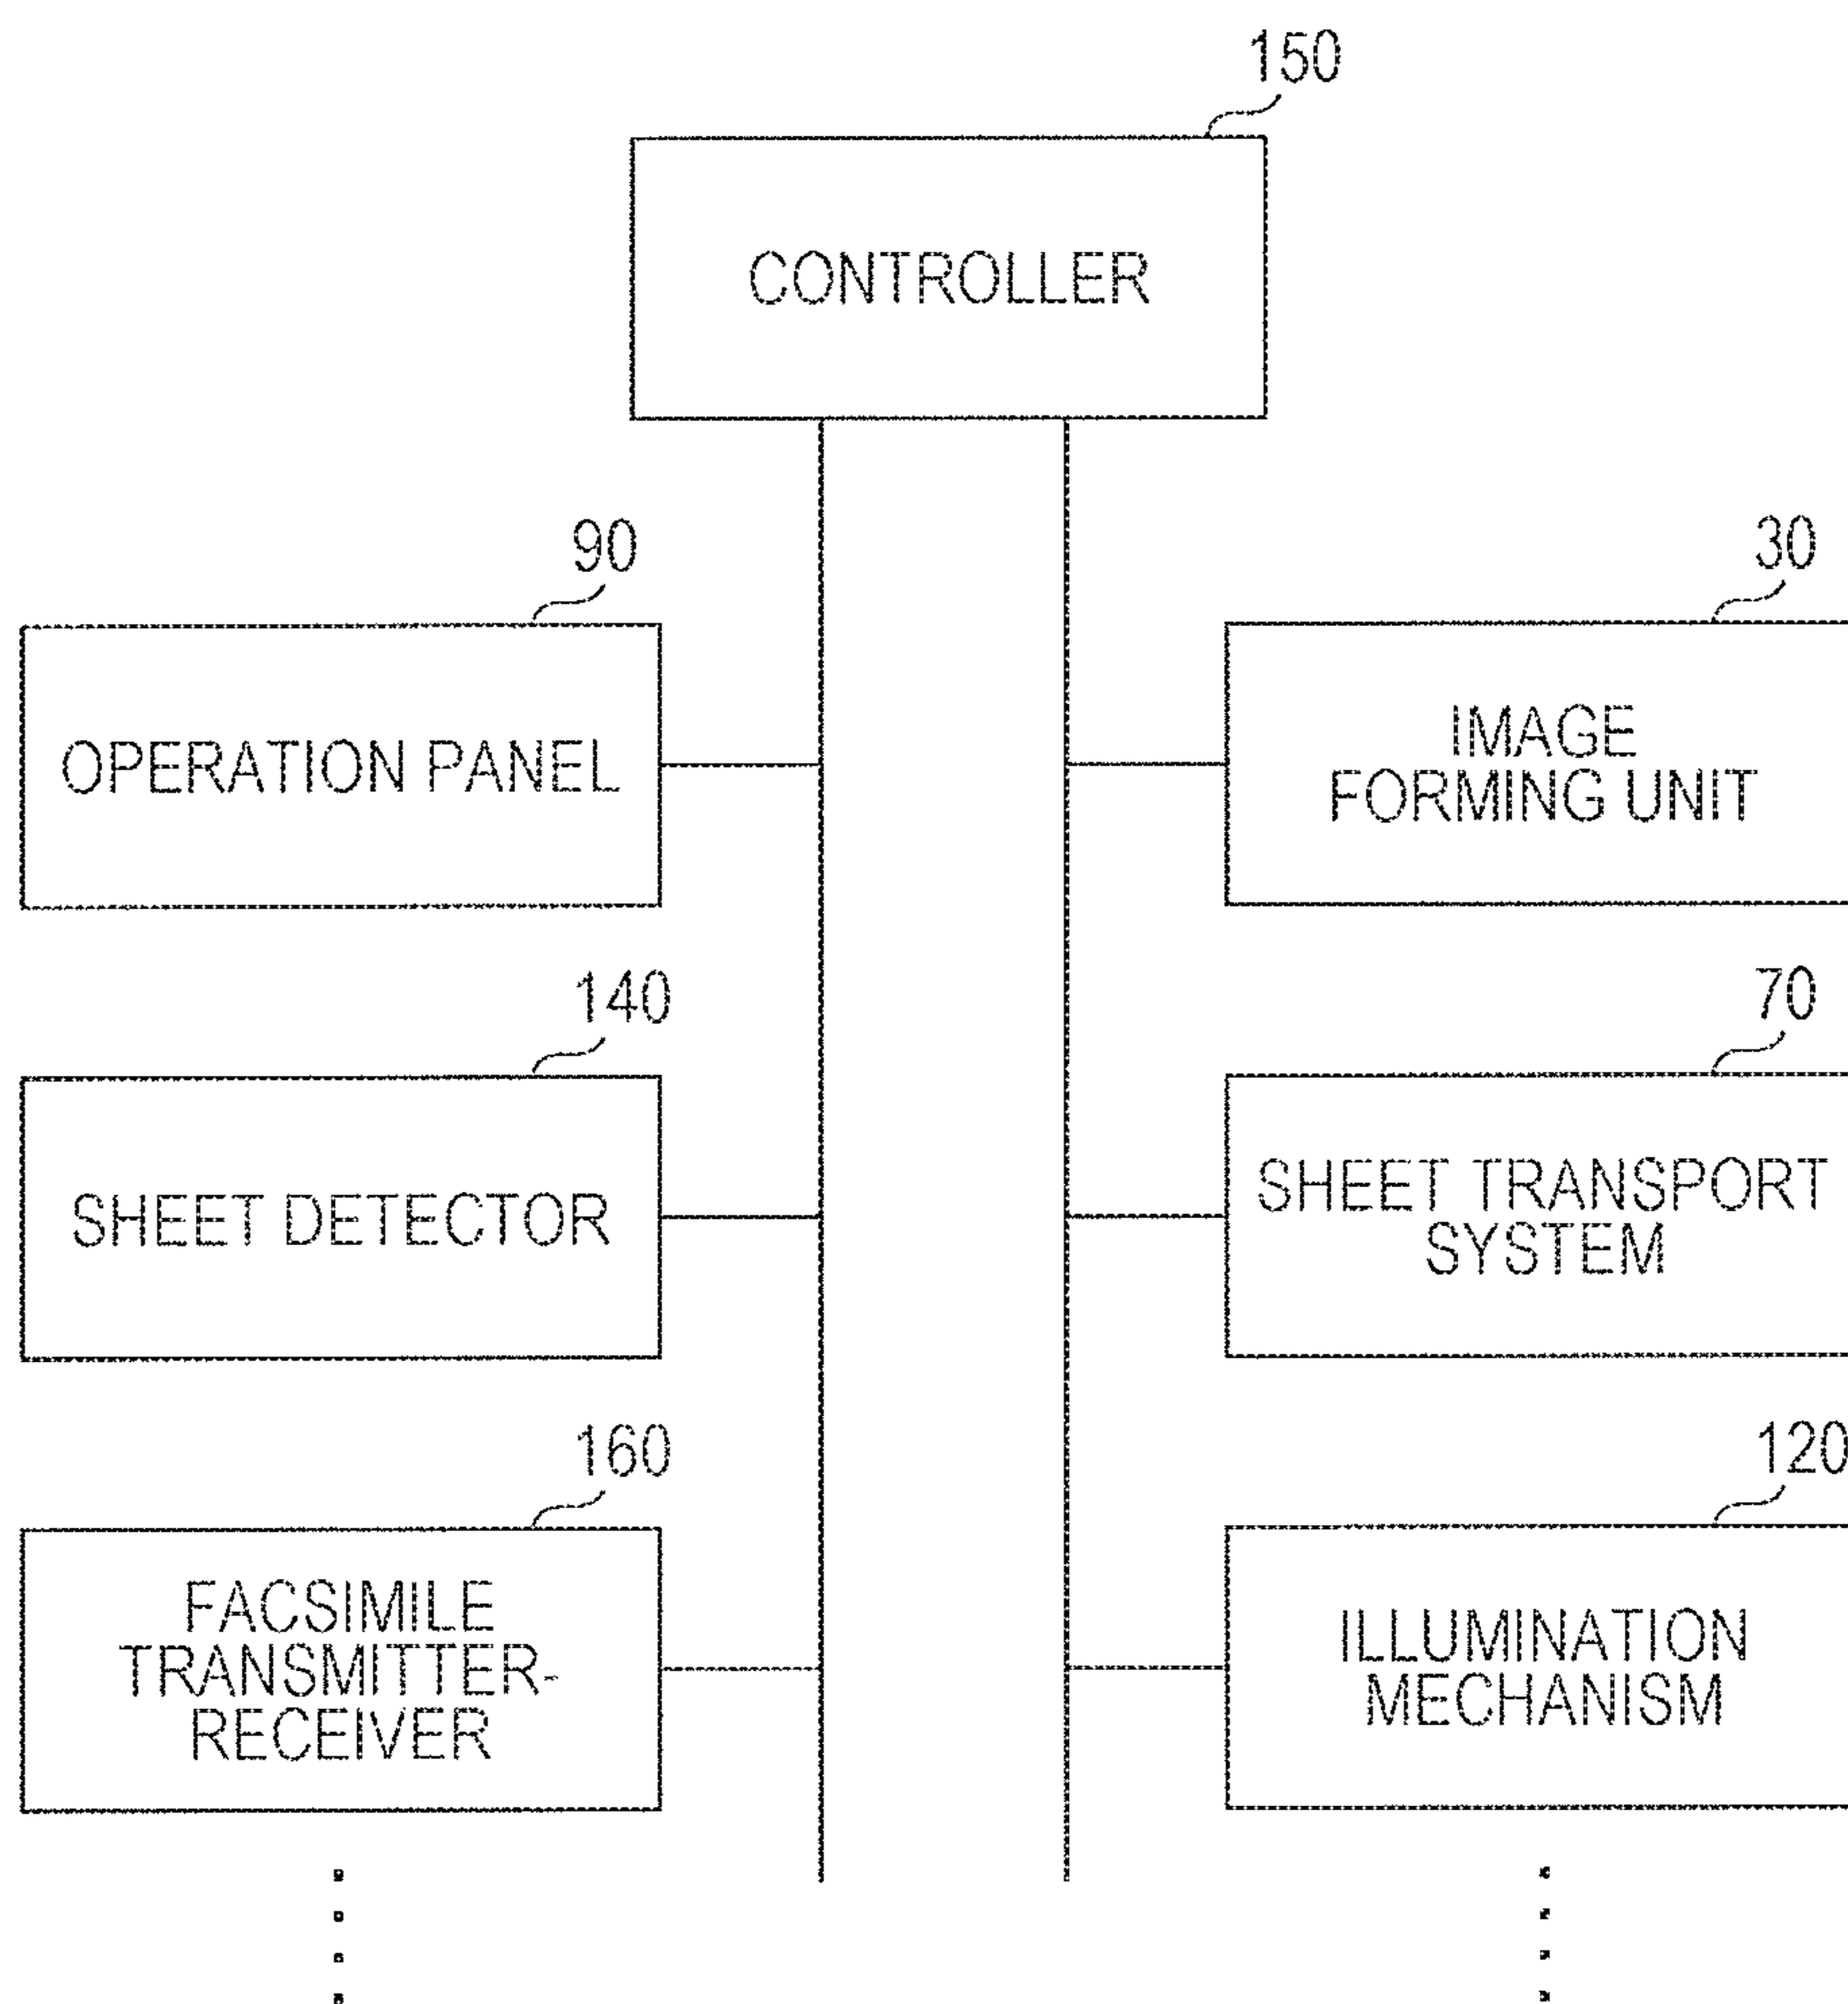 150
CONTROLLER
90
OPERATION PANEL
30
IMAGE
FORMING UNIT
140
SHEET DETECTOR
70
SHEET TRANSPORT
SYSTEM
160
FACSIMILE
TRANSMITTER-
RECEIVER
120
ILLUMINATION
MECHANISM